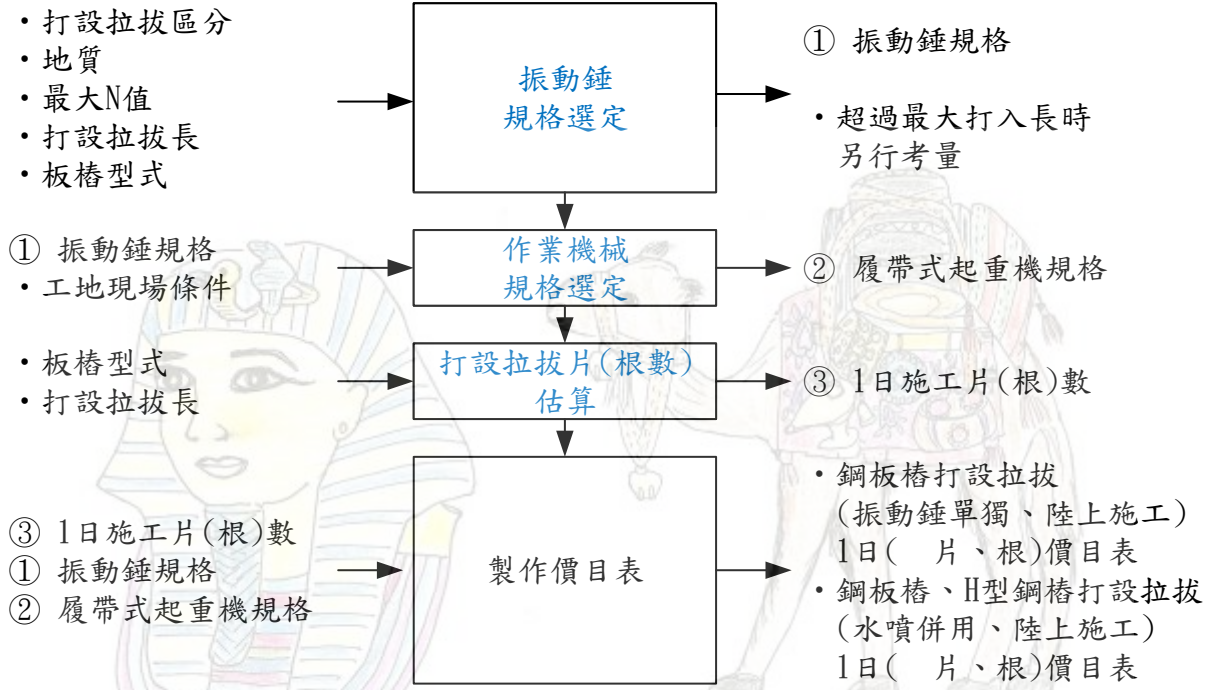 ・打設拉拔區分
・地質
・最大N值
・打設拉拔長
・板樁型式
振動錘
規格選定
① 振動錘規格
・超過最大打入長時
另行考量
① 振動錘規格
・工地現場條件
作業機械
規格選定
② 履帶式起重機規格
・板樁型式
・打設拉拔長
打設拉拔片(根數)
估算
③ 1日施工片(根)數
③ 1日施工片(根)數
① 振動錘規格
② 履帶式起重機規格
製作價目表
・鋼板樁打設拉拔
(振動錘單獨、陸上施工)
1日(　片、根)價目表
・鋼板樁、H型鋼樁打設拉拔
(水噴併用、陸上施工)
1日(　片、根)價目表